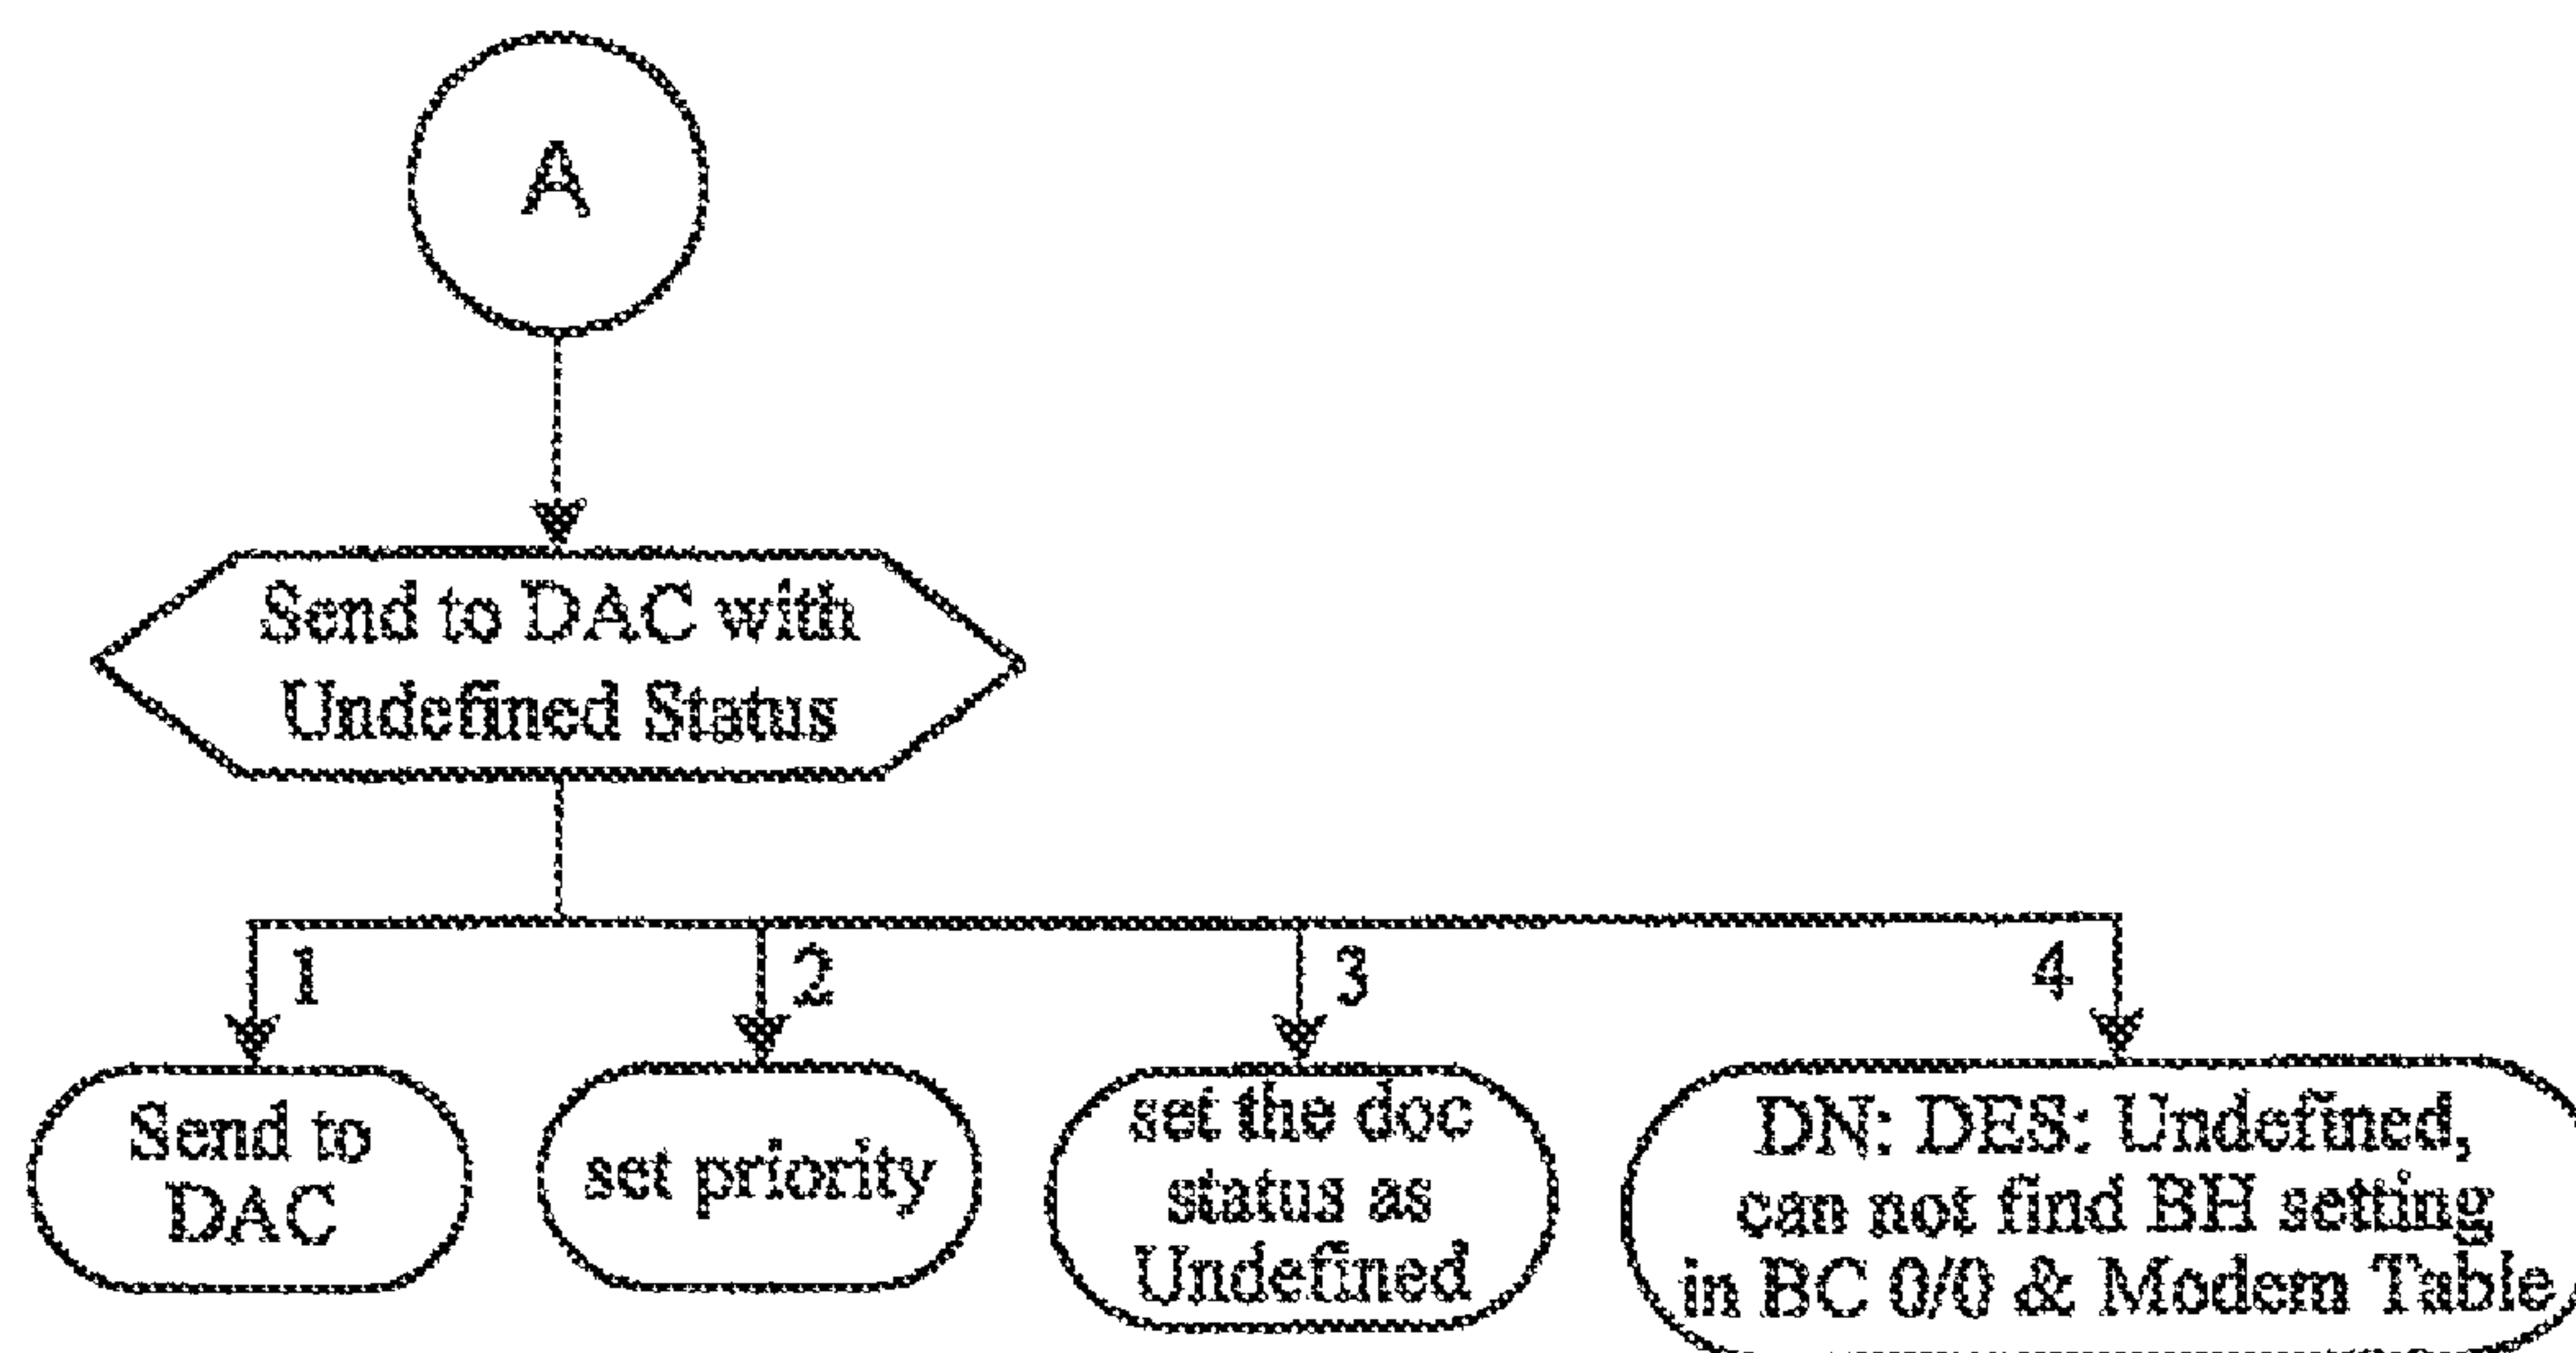 A
Send to DAC with
Undefined Status
1
2
3
4
Send to
DAC
set priority
set the doc
status as
Undefined
DN: DES: Undefined,
can not find BH setting
in BC 0/0 & Modem Table